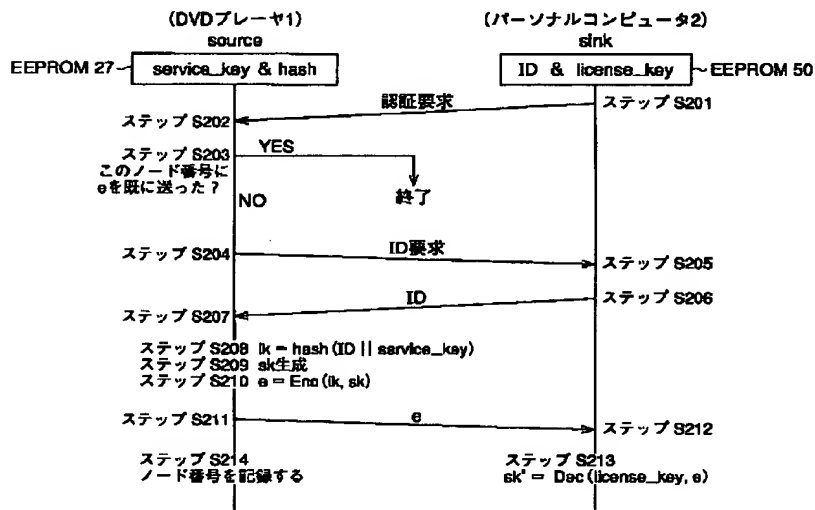 (DVDプレーヤ1)
source
(パーソナルコンピュータ2)
sink
EEPROM 27
service_key & hash
ID & license_key
EEPROM 50
認証要求
ステップ S201
ステップ S202
ステップ S203
YES
このノード番号に
eを既に送った?
終了
NO
ステップ S204
ID要求
ステップ S205
ID
ステップ S206
ステップ S207
ステップ S208 lk = hash (ID || service_key)
ステップ S209 sk生成
ステップ S210 e = Enc (lk, sk)
ステップ S211
e
ステップ S212
ステップ S214
ノード番号を記録する
ステップ S213
sk' = Dec (license_key, e)